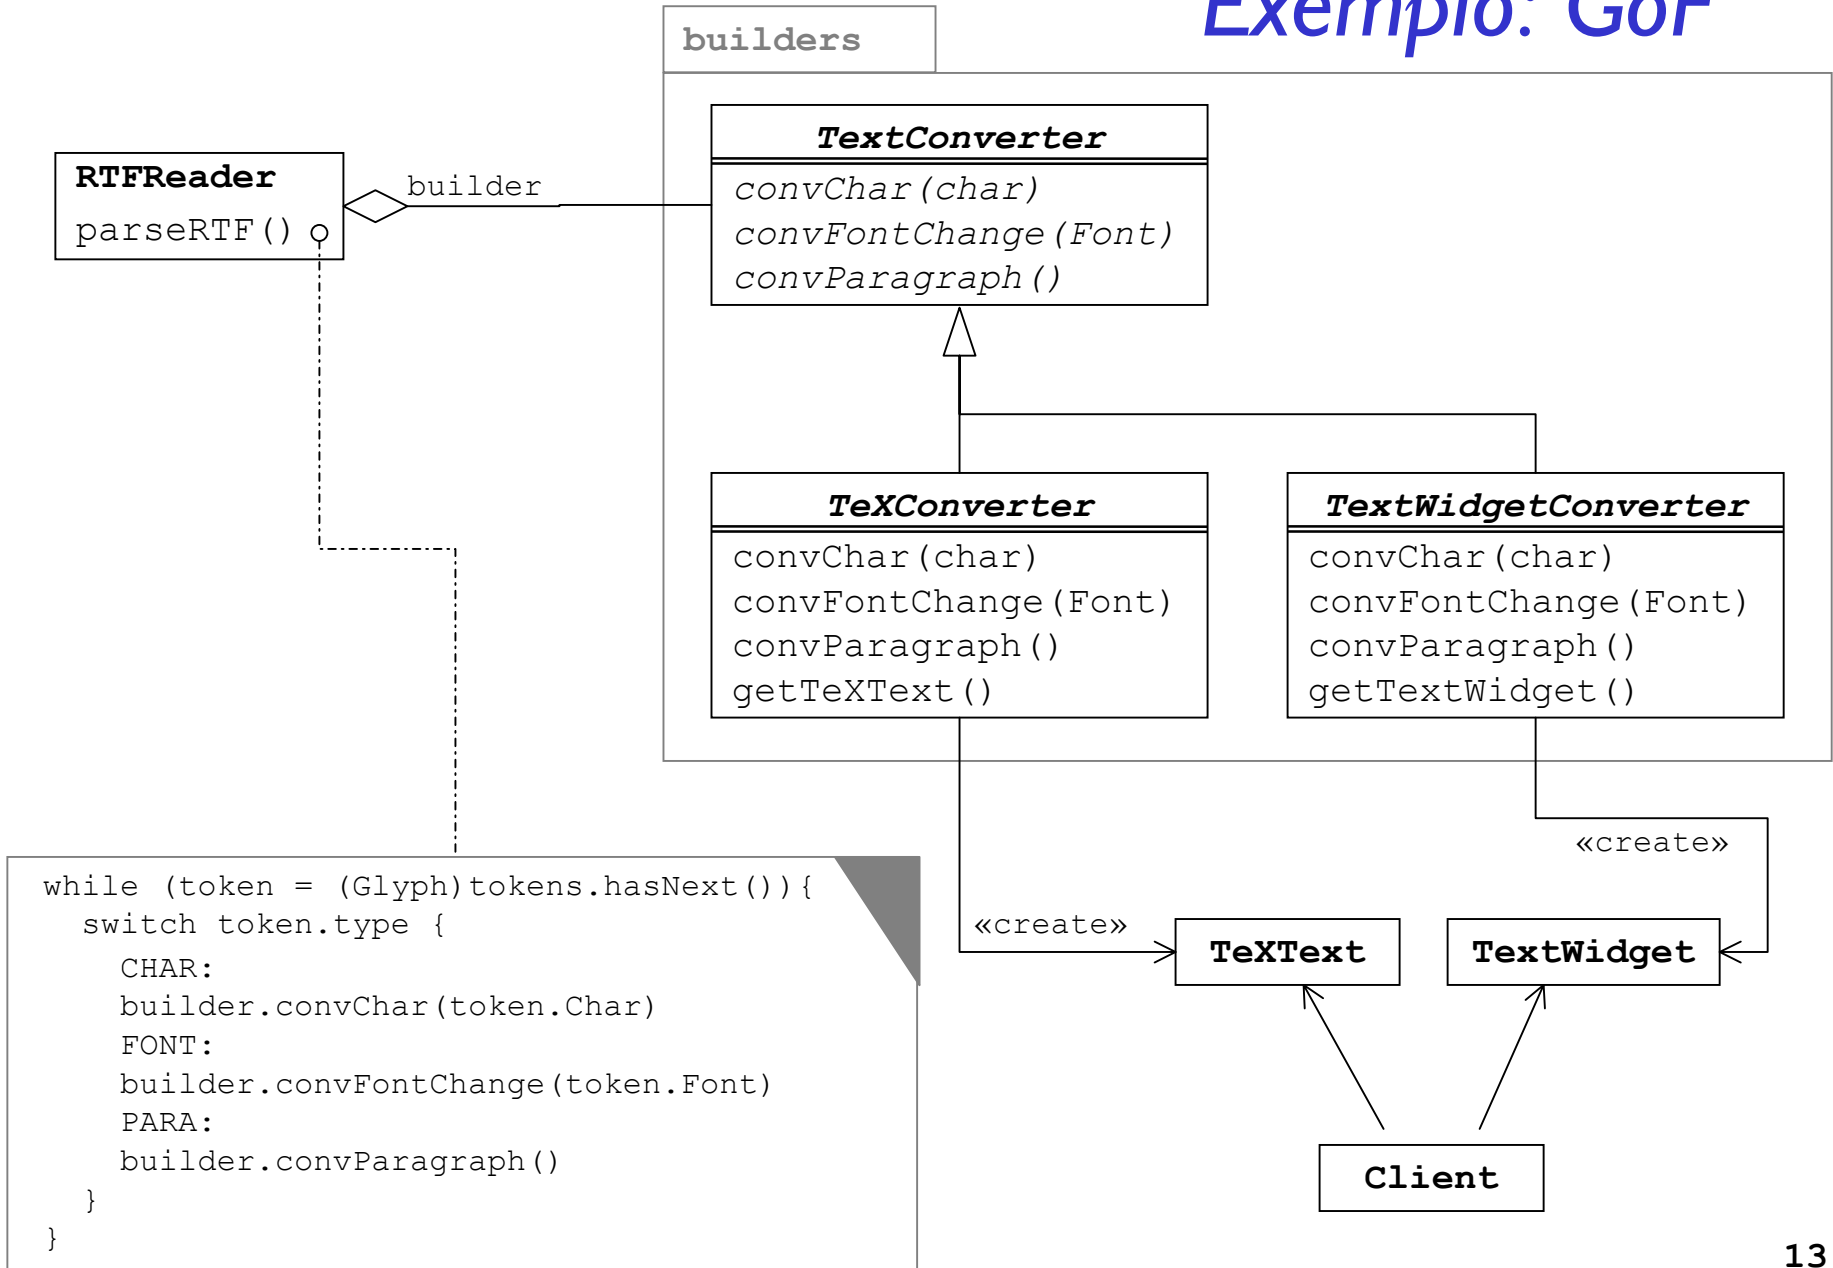 Exemplo: GoF
builders
TextConverter
convChar(char)
convFontChange(Font)
convParagraph()
RTFReader
parseRTF()
builder
TeXConverter
convChar(char)
convFontChange(Font)
convParagraph()
getTeXText()
TextWidgetConverter
convChar(char)
convFontChange(Font)
convParagraph()
getTextWidget()
«create»
«create»
TeXText
TextWidget
Client
while (token = (Glyph)tokens.hasNext()){
switch token.type {
CHAR:
builder.convChar(token.Char)
FONT:
builder.convFontChange(token.Font)
PARA:
builder.convParagraph()
}
}
13